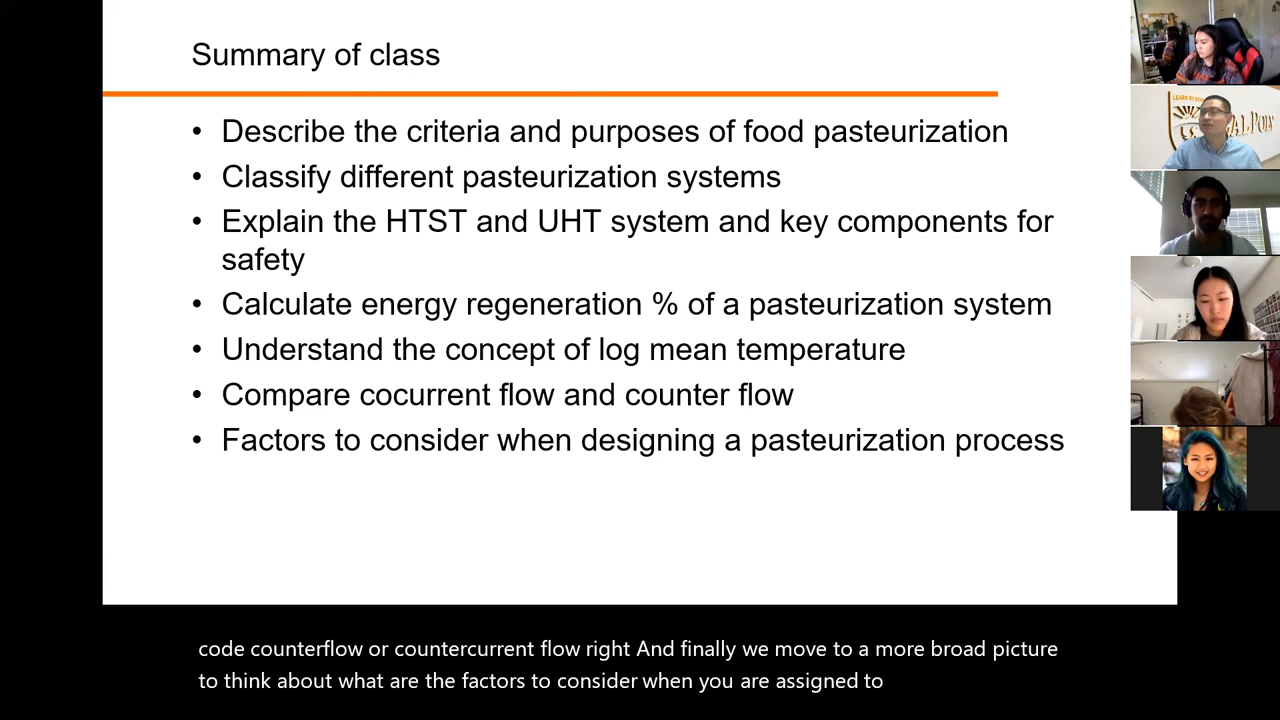 Summary of class
• Describe the criteria and purposes of food pasteurization
• Classify different pasteurization systems
• Explain the HTST and UHT system and key components for
safety
• Calculate energy regeneration % of a pasteurization system
• Understand the concept of log mean temperature
• Compare cocurrent flow and counter flow
• Factors to consider when designing a pasteurization process
code counterflow or countercurrent flow right And finally we move to a more broad picture
to think about what are the factors to consider when you are assigned to